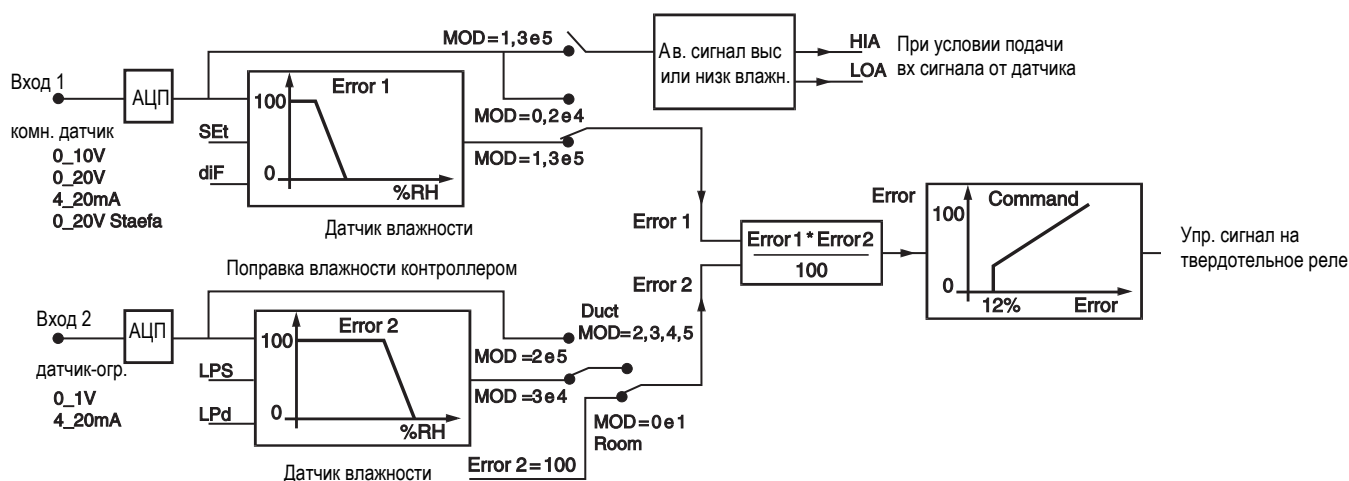 MOD=1,3e5
Ав. сигнал выс
или низк влажн.
HIA
LOA
При условии подачи
вх сигнала от датчика
Вход 1
АЦП
Error 1
100
0
%RH
SEt
diF
MOD=0,2e4
MOD=1,3e5
комн. датчик
0_10V
0_20V
4_20mA
0_20V Staefa
Датчик влажности
Error 1
Error1*Error2
100
Error
Command
100
0
12%
Error
Упр. сигнал на
твердотельное реле
Поправка влажности контроллером
Error 2
Вход 2
АЦП
Error 2
100
0
%RH
LPS
LPd
Duct
MOD=2,3,4,5
MOD =2e5
MOD =3e4
датчик-огр.
0_1V
4_20mA
MOD=0e1
Room
Датчик влажности
Error 2=100